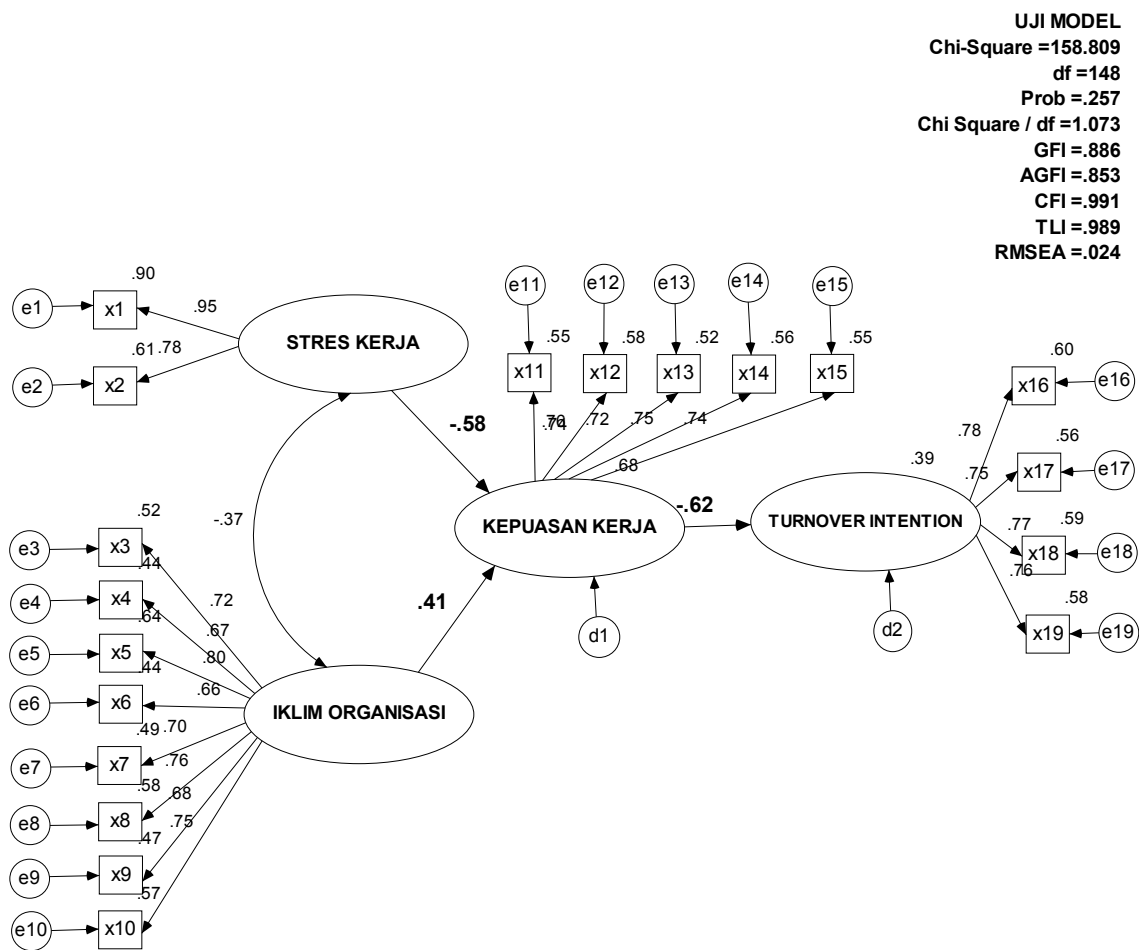 UJI MODEL
Chi-Square =158.809
df =148
Prob =.257
Chi Square / df =1.073
GFI =.886
AGFI =.853
CFI =.991
TLI =.989
RMSEA =.024
.90
e1 x1 .95
.61 .78
e2 x2
STRES KERJA
e11 e12 e13 e14 e15
.55 .58 .52 .56 .55
x11 x12 x13 x14 x15
.74 .72 .75 .74
.68
-.58
.60
x16 e16
.78 .56
.39 .75 x17 e17
KEPUASAN KERJA -.62 TURNOVER INTENTION
.77 .59
x18 e18
.76 .58
x19 e19
d1 d2
-.37
.41
.52
e3 x3
.44 .72
e4 x4
.64 .67
e5 x5 .80
.44 .66
e6 x6
IKLIM ORGANISASI
.49 .70
e7 x7 .76
.58 .68
e8 x8 .75
.47
e9 x9
.57
e10 x10